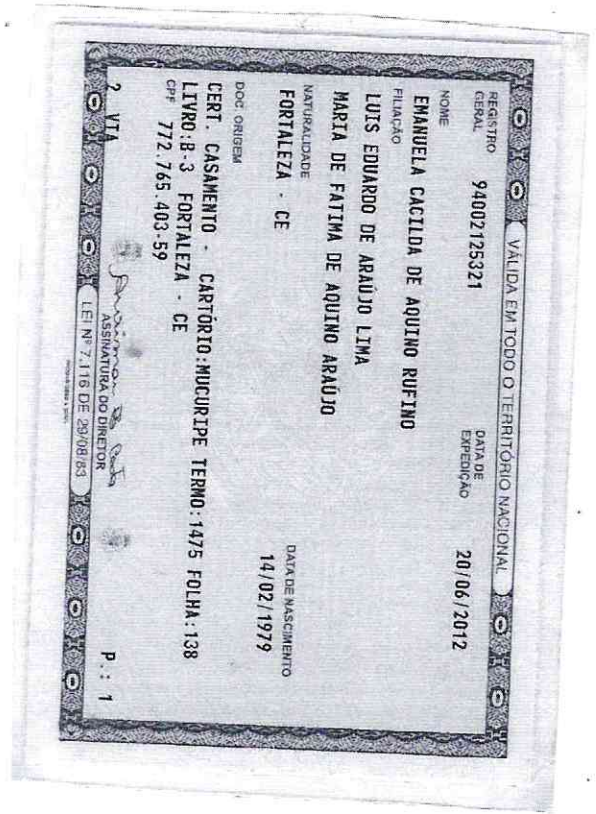 VÁLIDA EM TODO O TERRITÓRIO NACIONAL
REGISTRO GERAL 94002125321 DATA DE EXPEDIÇÃO 20/06/2012
NOME
EMANUELA CACILDA DE AQUINO RUFINO
FILIAÇÃO
LUIS EDUARDO DE ARAÚJO LIMA
MARIA DE FATIMA DE AQUINO ARAÚJO
NATURALIDADE DATA DE NASCIMENTO
FORTALEZA - CE 14/02/1979
DOC. ORIGEM
CERT. CASAMENTO - CARTÓRIO:MUCURIPE TERMO:1475 FOLHA:138
LIVRO:B-3 FORTALEZA - CE
CPF 772.765.403-59
2 VTA P.: 1
ASSINATURA DO DIRETOR
LEI Nº 7.116 DE 29/08/83